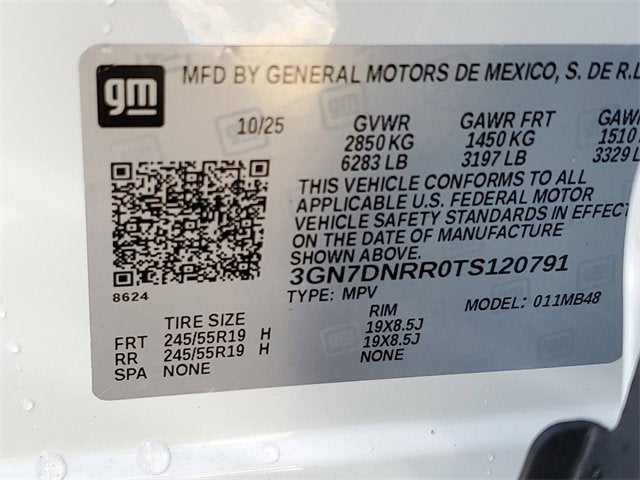 gm
MFD BY GENERAL MOTORS DE MEXICO, S. DE R.L
10/25 GVWR GAWR FRT GAW
2850 KG 1450 KG 1510
6283 LB 3197 LB 3329 L
THIS VEHICLE CONFORMS TO ALL
APPLICABLE U.S. FEDERAL MOTOR
VEHICLE SAFETY STANDARDS IN EFFECT
ON THE DATE OF MANUFACTURE
SHOWN ABOVE.
3GN7DNRR0TS120791
8624
TYPE: MPV MODEL: 011MB48
TIRE SIZE RIM
FRT 245/55R19 H 19X8.5J
RR 245/55R19 H 19X8.5J
SPA NONE NONE